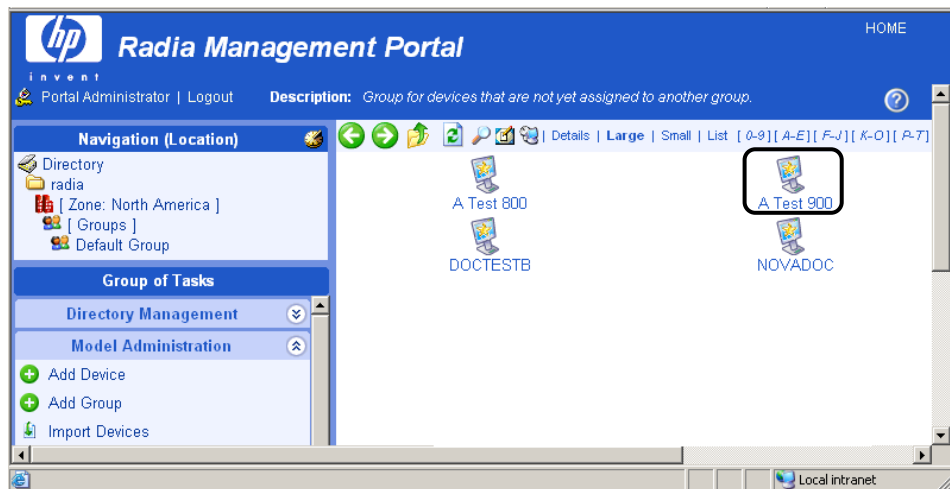 HOME
hp
Radia Management Portal
invent
Portal Administrator | Logout Description: Group for devices that are not yet assigned to another group.
Navigation (Location)
| Details | Large | Small | List [ 0-9 ] [ A-E ] [ F-J ] [ K-O ] [ P-T ]
Directory
radia
[ Zone: North America ]
[ Groups ]
Default Group
A Test 800
A Test 900
DOCTESTB
NOVADOC
Group of Tasks
Directory Management
Model Administration
Add Device
Add Group
Import Devices
Local intranet